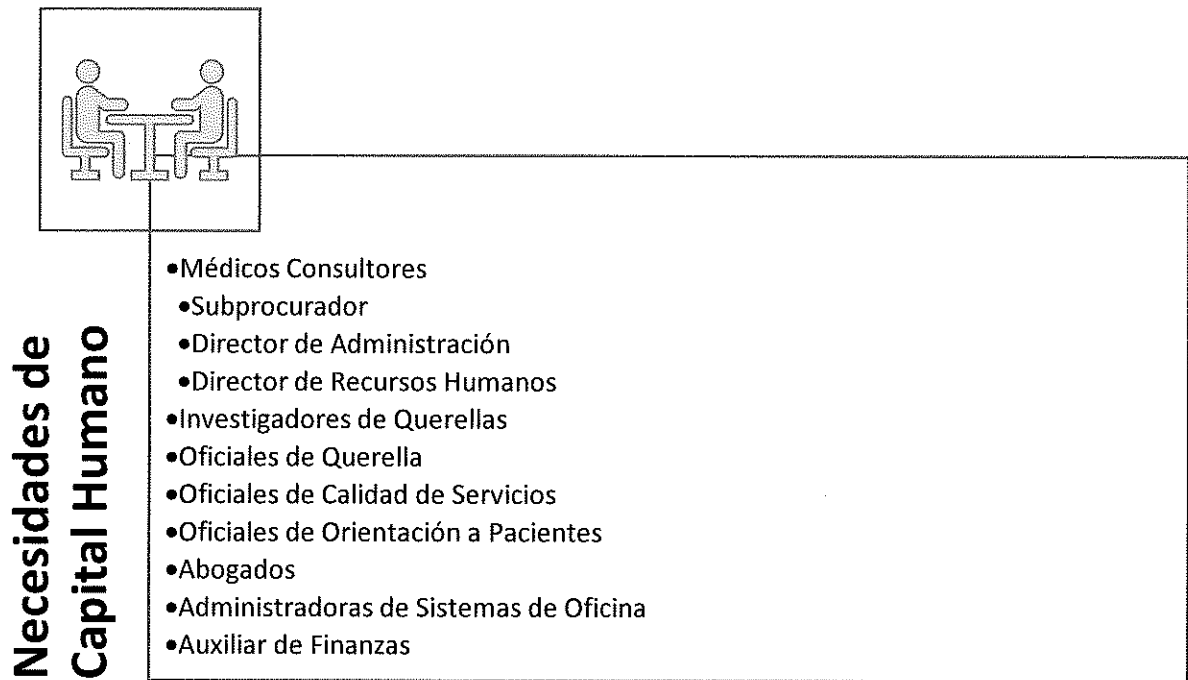 Necesidades de
Capital Humano
•Médicos Consultores
•Subprocurador
•Director de Administración
•Director de Recursos Humanos
•Investigadores de Querellas
•Oficiales de Querella
•Oficiales de Calidad de Servicios
•Oficiales de Orientación a Pacientes
•Abogados
•Administradoras de Sistemas de Oficina
•Auxiliar de Finanzas